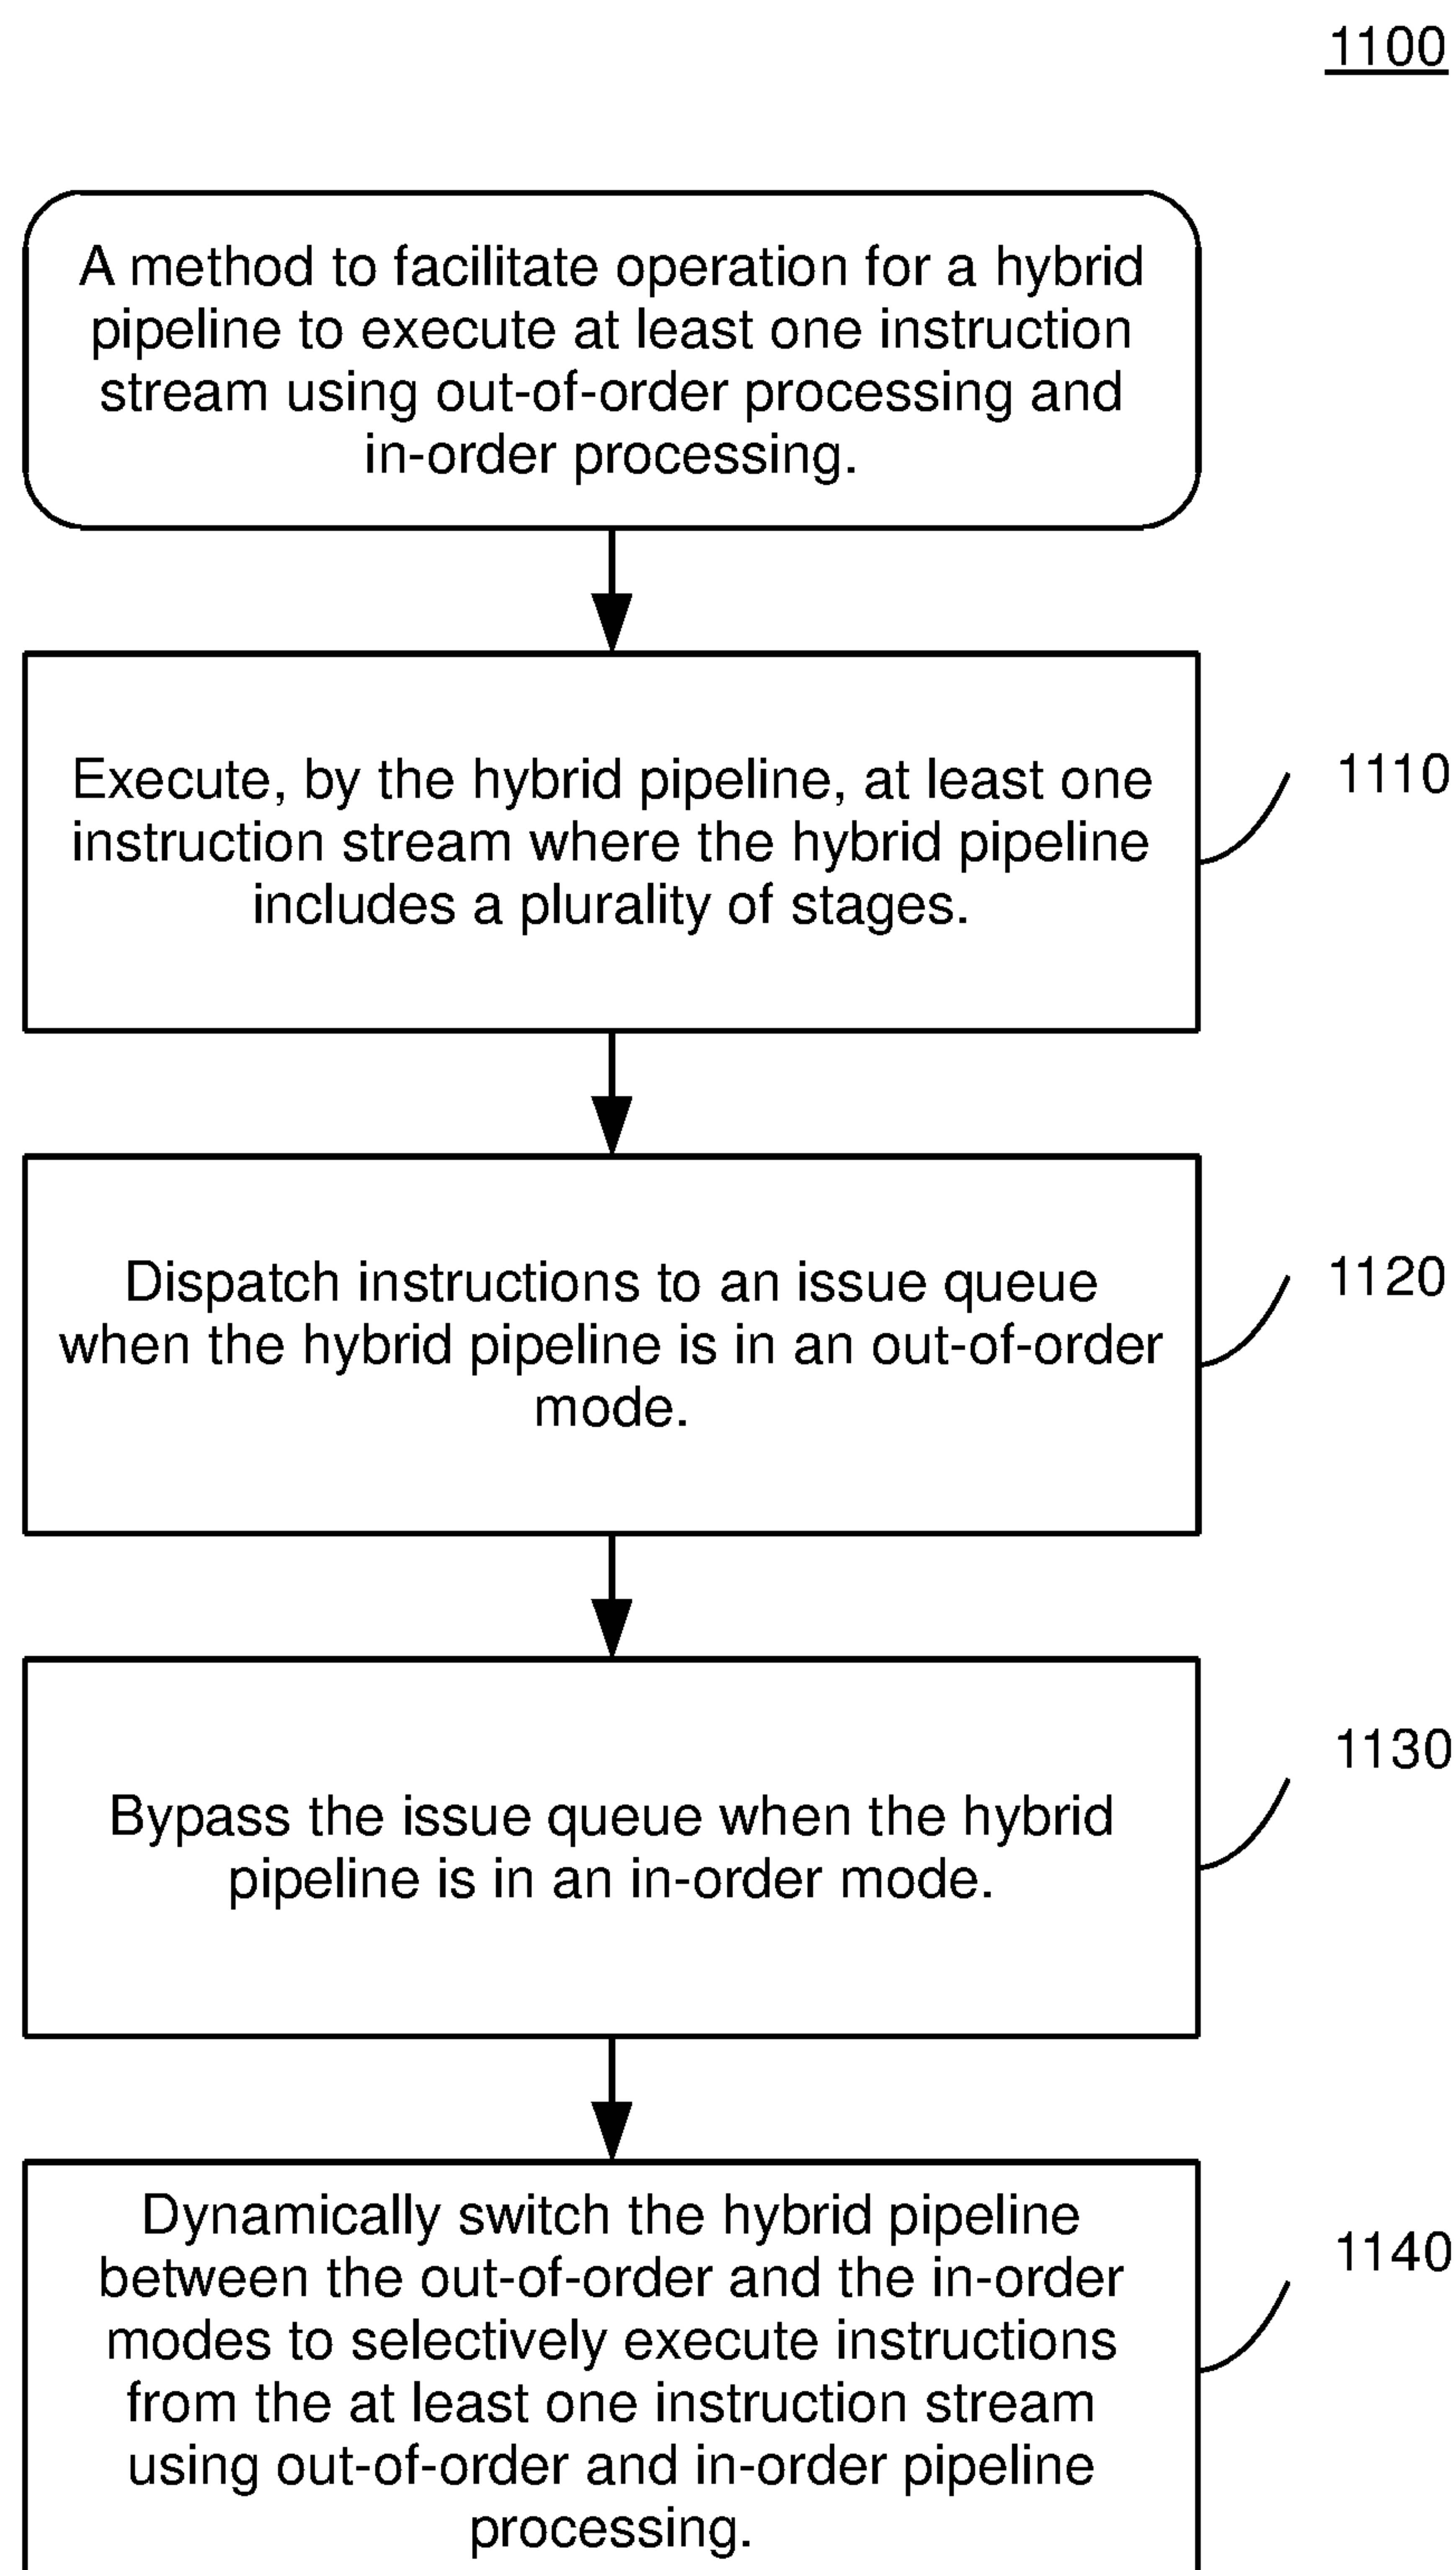 1100
A method to facilitate operation for a hybrid
pipeline to execute at least one instruction
stream using out-of-order processing and
in-order processing.
Execute, by the hybrid pipeline, at least one
instruction stream where the hybrid pipeline
includes a plurality of stages.
1110
Dispatch instructions to an issue queue
when the hybrid pipeline is in an out-of-order
mode.
1120
Bypass the issue queue when the hybrid
pipeline is in an in-order mode.
1130
Dynamically switch the hybrid pipeline
between the out-of-order and the in-order
modes to selectively execute instructions
from the at least one instruction stream
using out-of-order and in-order pipeline
processing.
1140